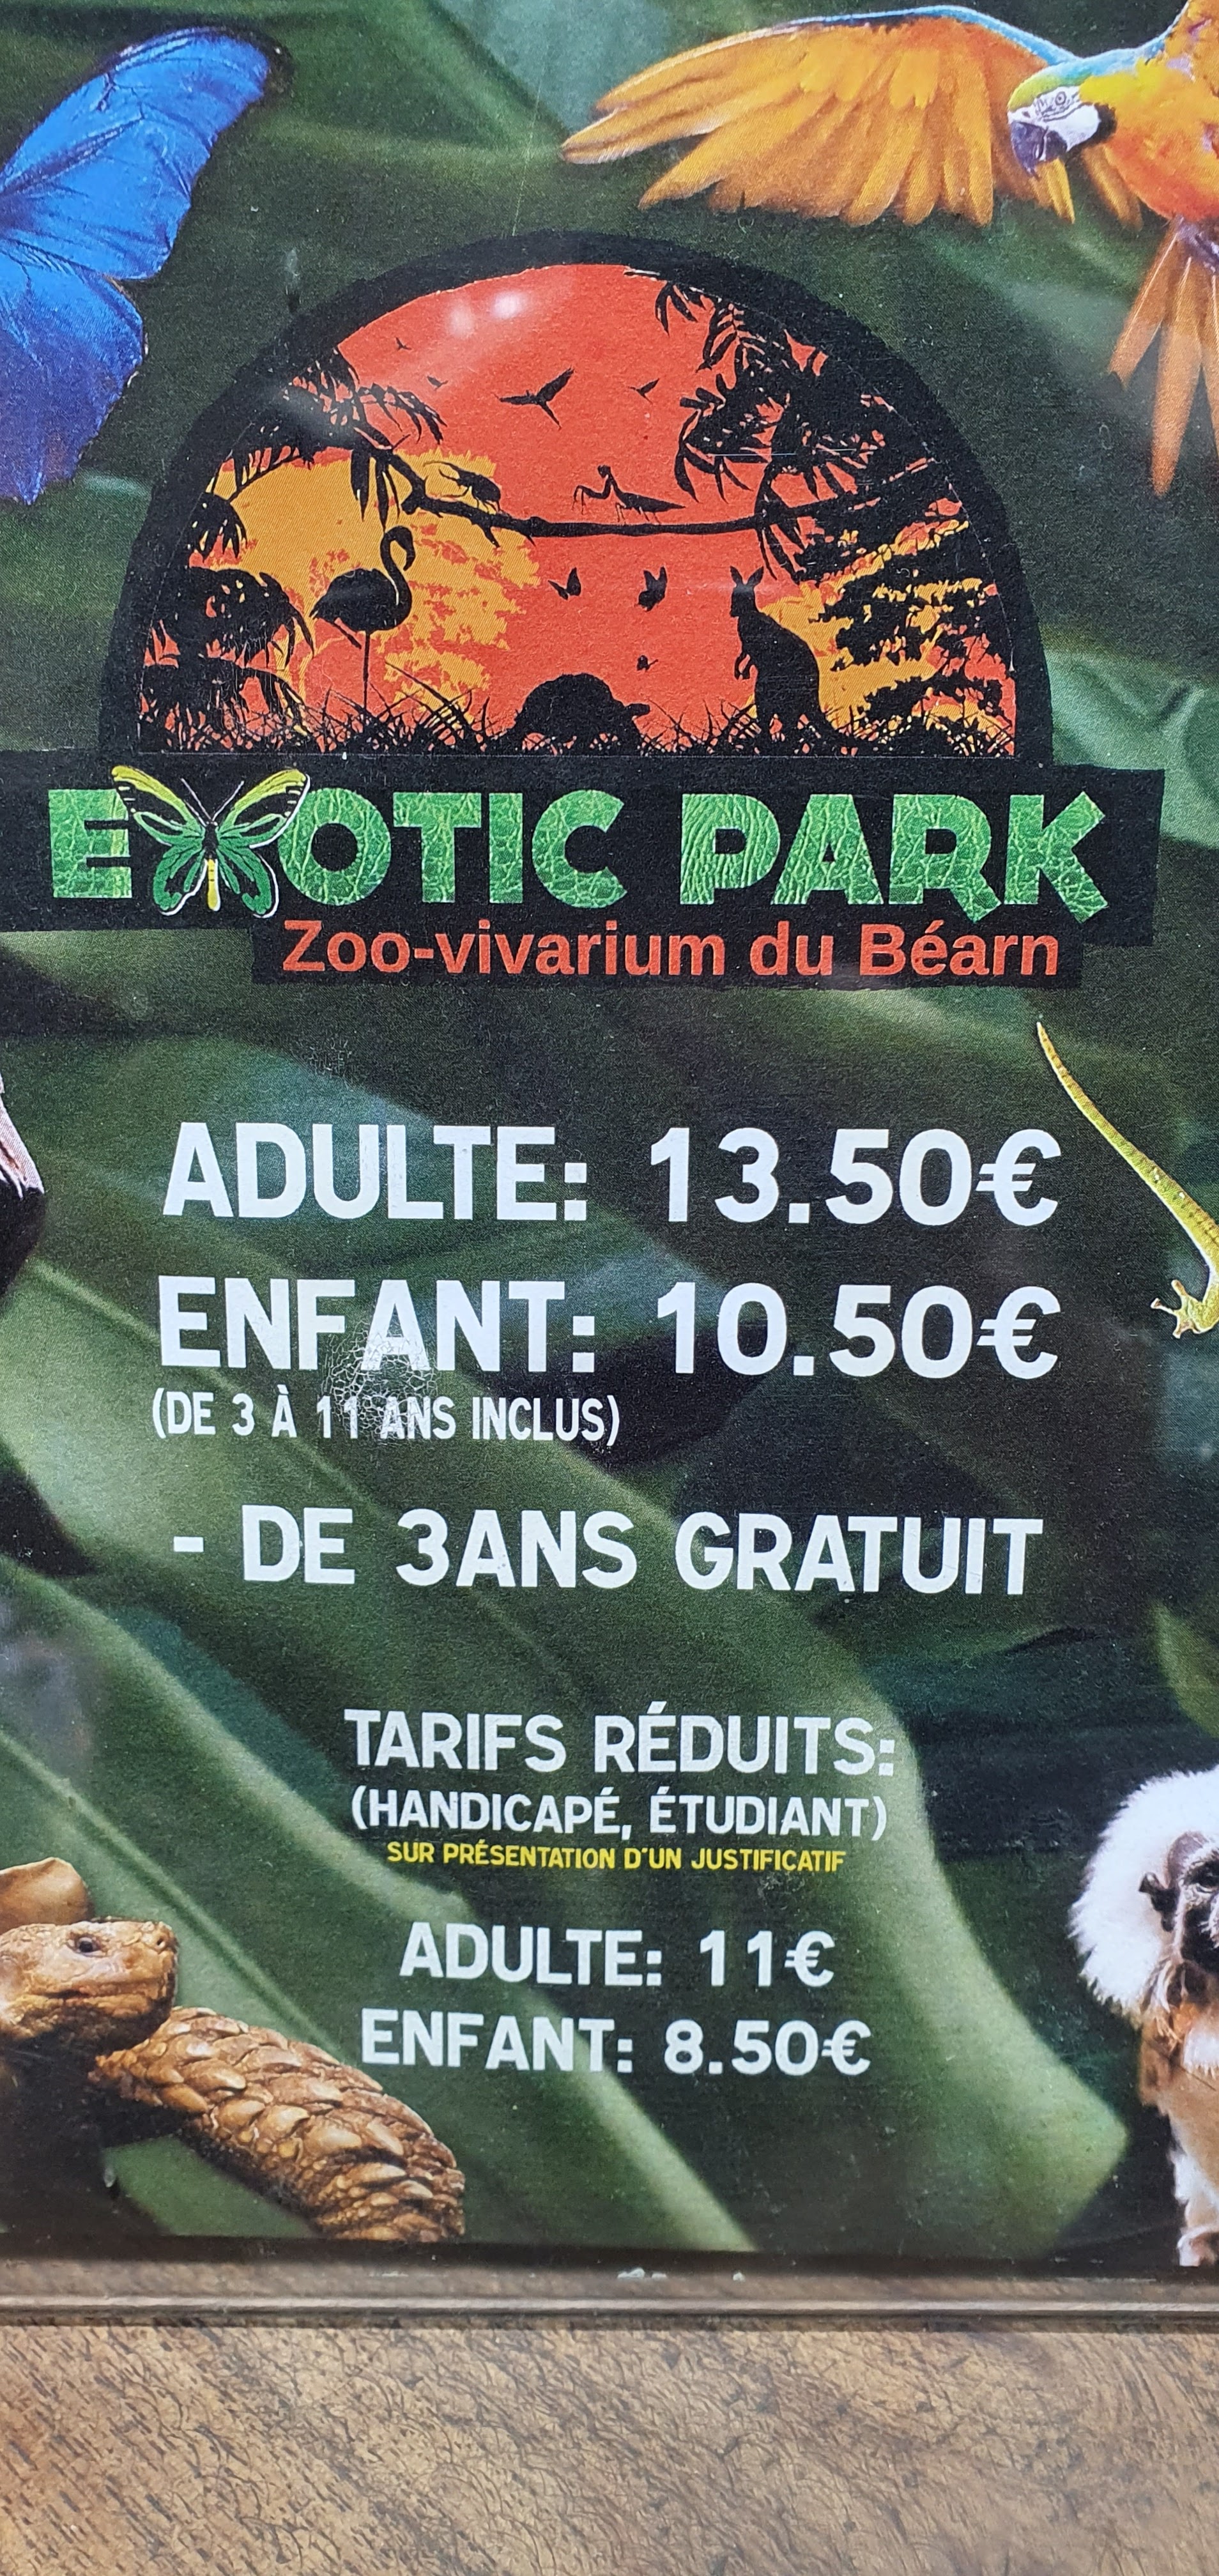 EXOTIC PARK
Zoo-vivarium du Béarn
ADULTE: 13.50€
ENFANT: 10.50€
(DE 3 À 11 ANS INCLUS)
- DE 3ANS GRATUIT
TARIFS RÉDUITS:
(HANDICAPÉ, ÉTUDIANT)
SUR PRÉSENTATION D'UN JUSTIFICATIF
ADULTE: 11€
ENFANT: 8.50€